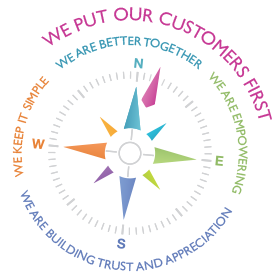 WE PUT OUR CUSTOMERS FIRST
WE ARE BETTER TOGETHER
N
WE KEEP IT SIMPLE
WE ARE EMPOWERING
W
E
S
WE ARE BUILDING TRUST AND APPRECIATION